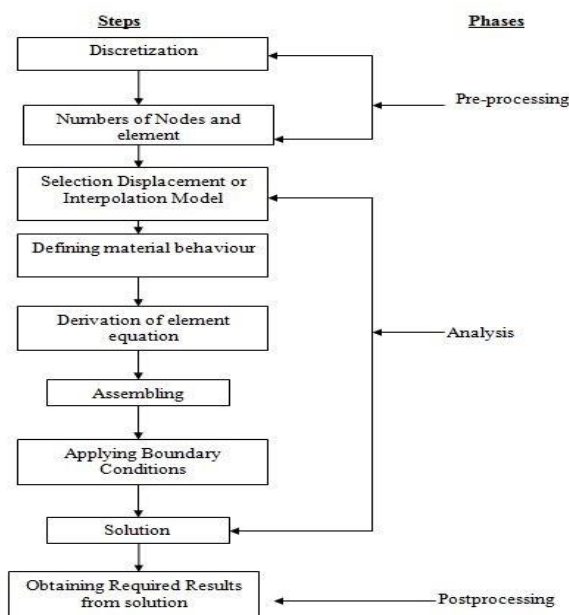 Steps
Phases
Discretization
Pre-processing
Numbers of Nodes and
element
Selection Displacement or
Interpolation Model
Defining material behaviour
Derivation of element
equation
Analysis
Assembling
Applying Boundary
Conditions
Solution
Obtaining Required Results
from solution
Postprocessing